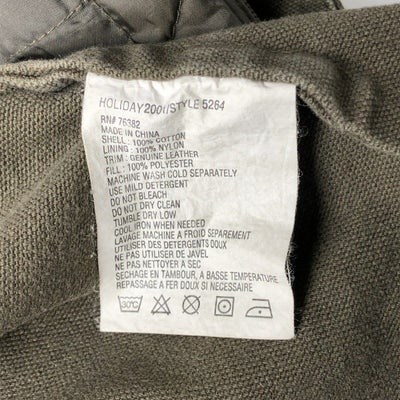 HOLIDAY2001/STYLE 5264
RN# 76382
MADE IN CHINA
SHELL : 100% COTTON
LINING : 100% NYLON
TRIM : GENUINE LEATHER
FILL : 100% POLYESTER
MACHINE WASH COLD SEPARATELY
USE MILD DETERGENT
DO NOT BLEACH
DO NOT DRY CLEAN
TUMBLE DRY LOW
COOL IRON WHEN NEEDED
LAVAGE MACHINE A FROID SEPAREMENT
UTILISER DES DETERGENTS DOUX
NE PAS UTILISER DE JAVEL
NE PAS NETTOYER A SEC
SECHAGE EN TAMBOUR, A BASSE TEMPERATURE
REPASSAGE A FER DOUX SI NECESSAIRE
30°C